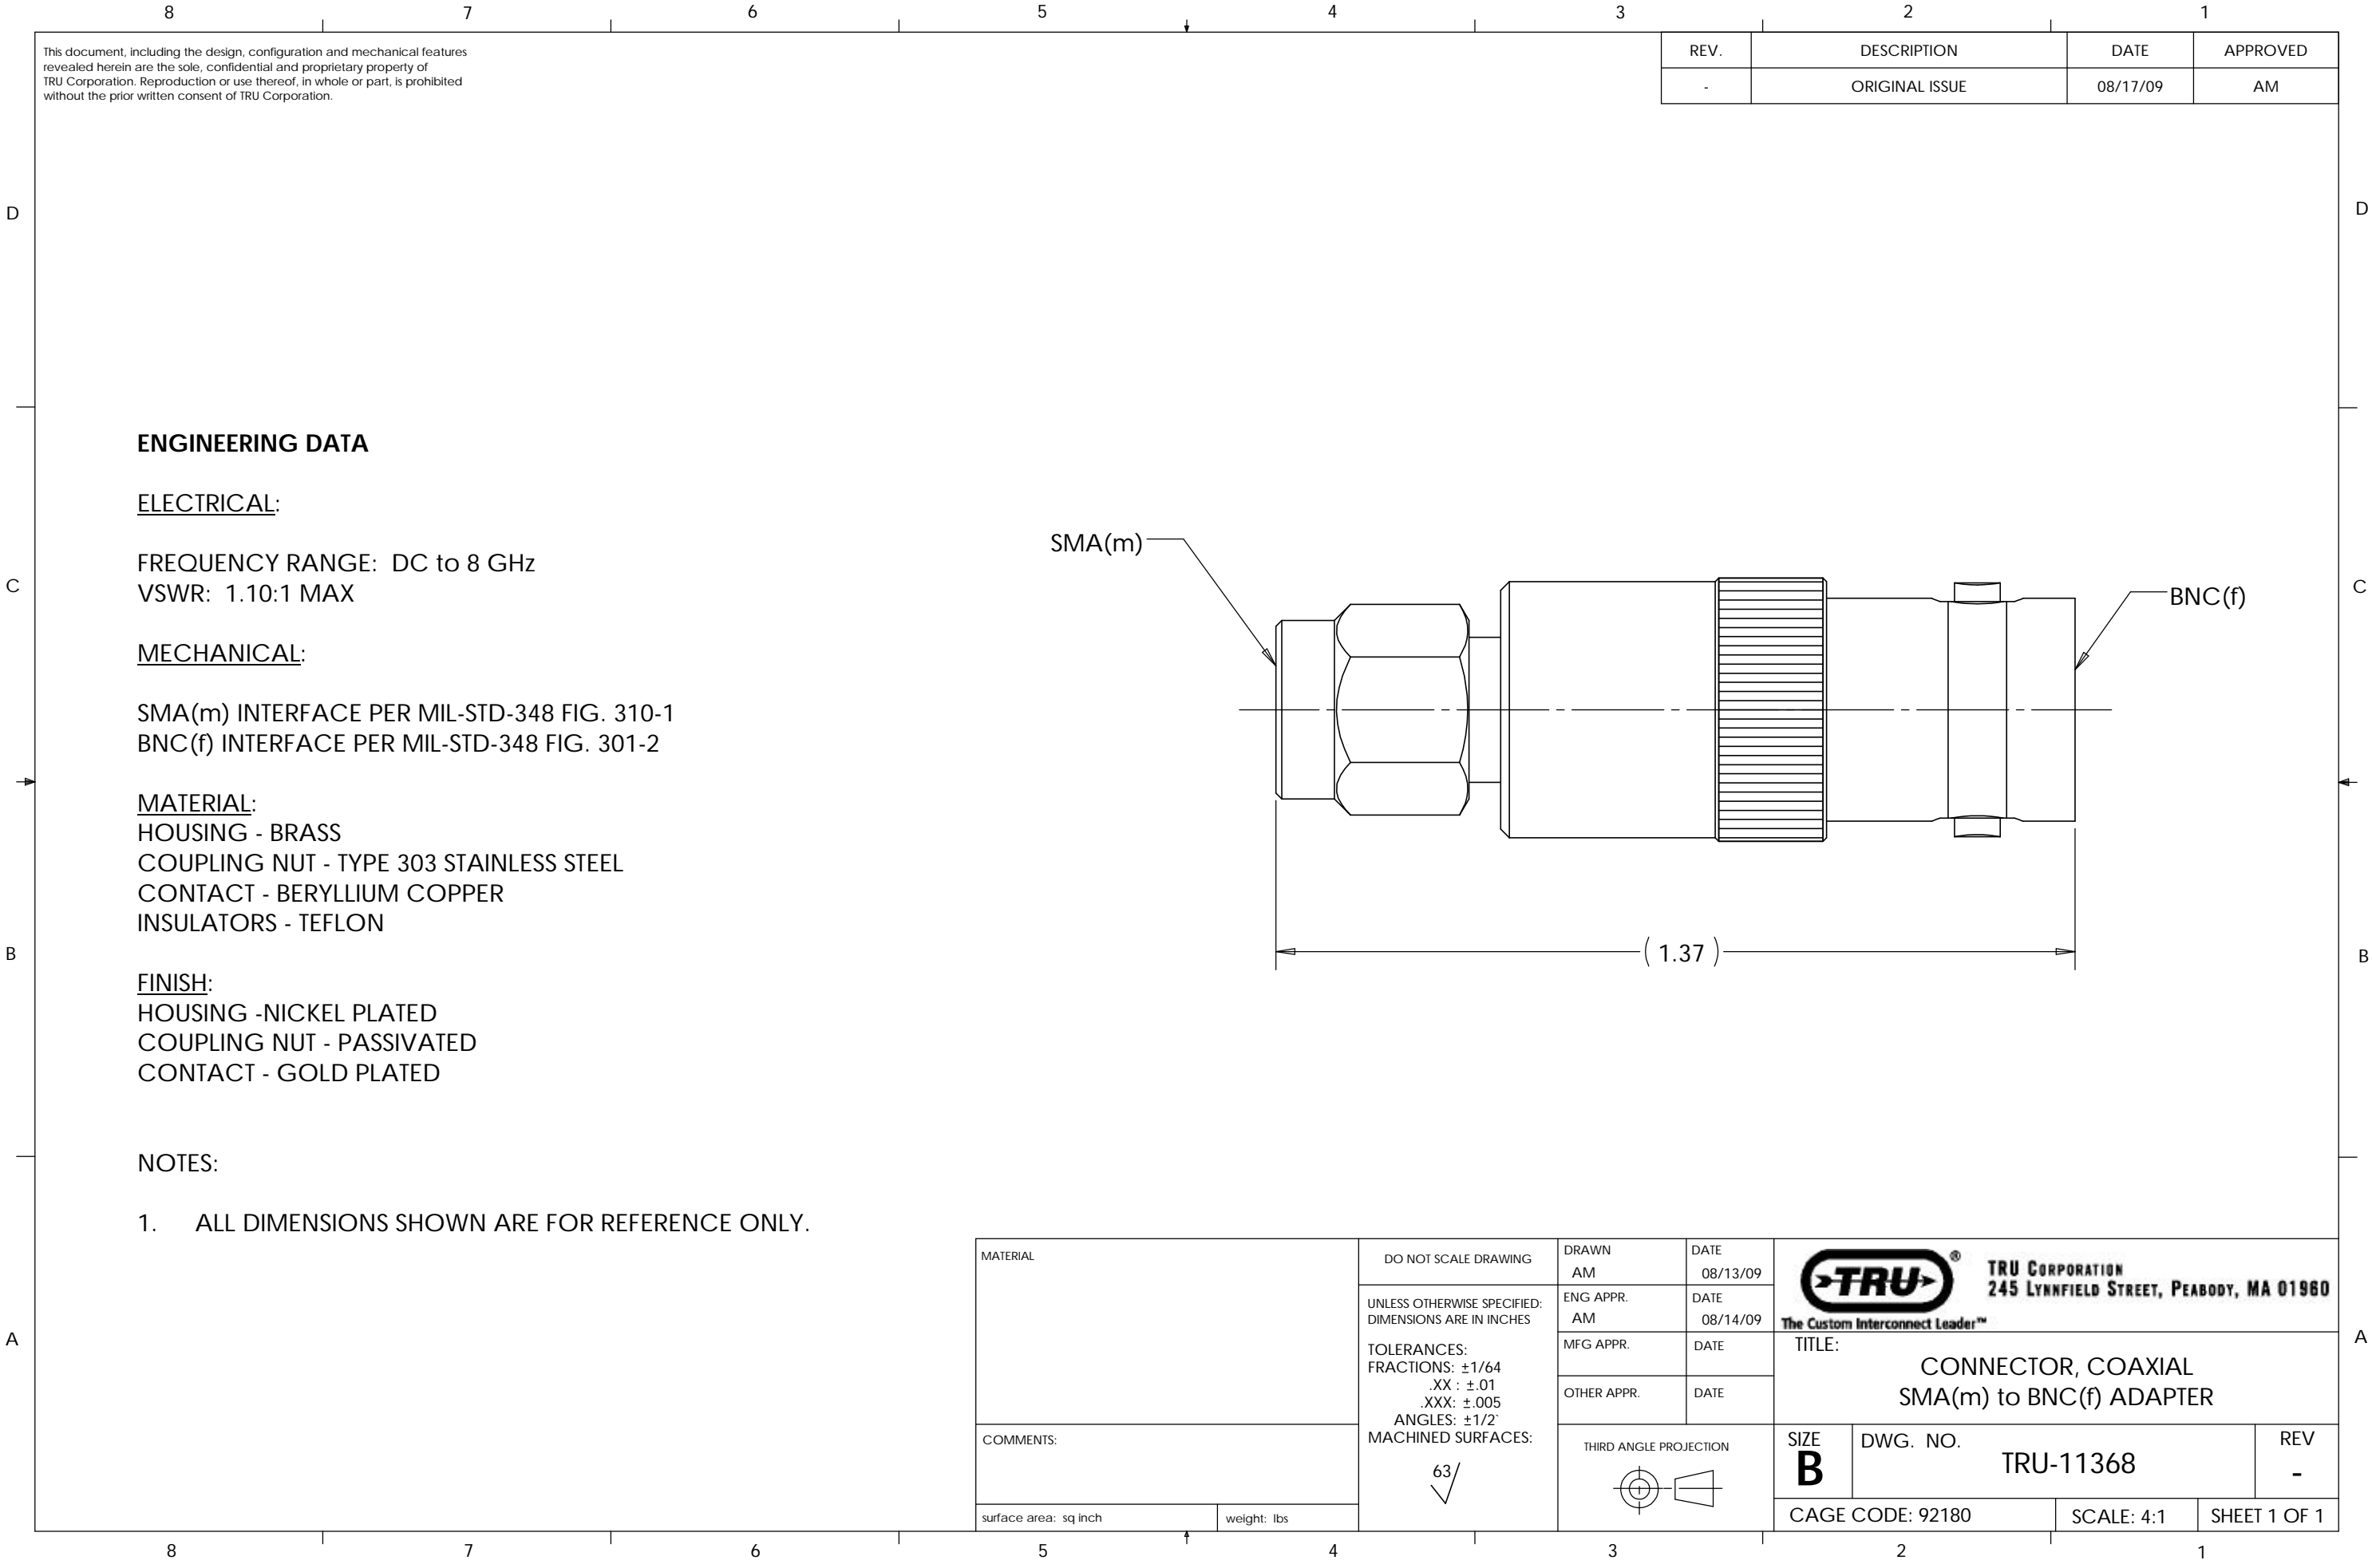 8 7 6 5 4 3 2 1
This document, including the design, configuration and mechanical features
revealed herein are the sole, confidential and proprietary property of
TRU Corporation. Reproduction or use thereof, in whole or part, is prohibited
without the prior written consent of TRU Corporation.
REV. DESCRIPTION DATE APPROVED
- ORIGINAL ISSUE 08/17/09 AM
D D
ENGINEERING DATA
ELECTRICAL:
FREQUENCY RANGE: DC to 8 GHz
VSWR: 1.10:1 MAX
C C
MECHANICAL:
SMA(m) INTERFACE PER MIL-STD-348 FIG. 310-1
BNC(f) INTERFACE PER MIL-STD-348 FIG. 301-2
MATERIAL:
HOUSING - BRASS
COUPLING NUT - TYPE 303 STAINLESS STEEL
CONTACT - BERYLLIUM COPPER
INSULATORS - TEFLON
B B
FINISH:
HOUSING -NICKEL PLATED
COUPLING NUT - PASSIVATED
CONTACT - GOLD PLATED
NOTES:
1. ALL DIMENSIONS SHOWN ARE FOR REFERENCE ONLY.
SMA(m)
BNC(f)
( 1.37 )
A A
MATERIAL
COMMENTS:
surface area: sq inch weight: lbs
DO NOT SCALE DRAWING
UNLESS OTHERWISE SPECIFIED:
DIMENSIONS ARE IN INCHES
TOLERANCES:
FRACTIONS: ±1/64
.XX : ±.01
.XXX: ±.005
ANGLES: ±1/2`
MACHINED SURFACES:
63
DRAWN DATE
AM 08/13/09
ENG APPR. DATE
AM 08/14/09
MFG APPR. DATE
OTHER APPR. DATE
THIRD ANGLE PROJECTION
TRU ®
The Custom Interconnect Leader™
TRU CORPORATION
245 LYNNFIELD STREET, PEABODY, MA 01960
TITLE:
CONNECTOR, COAXIAL
SMA(m) to BNC(f) ADAPTER
SIZE DWG. NO. REV
B TRU-11368 -
CAGE CODE: 92180 SCALE: 4:1 SHEET 1 OF 1
8 7 6 5 4 3 2 1